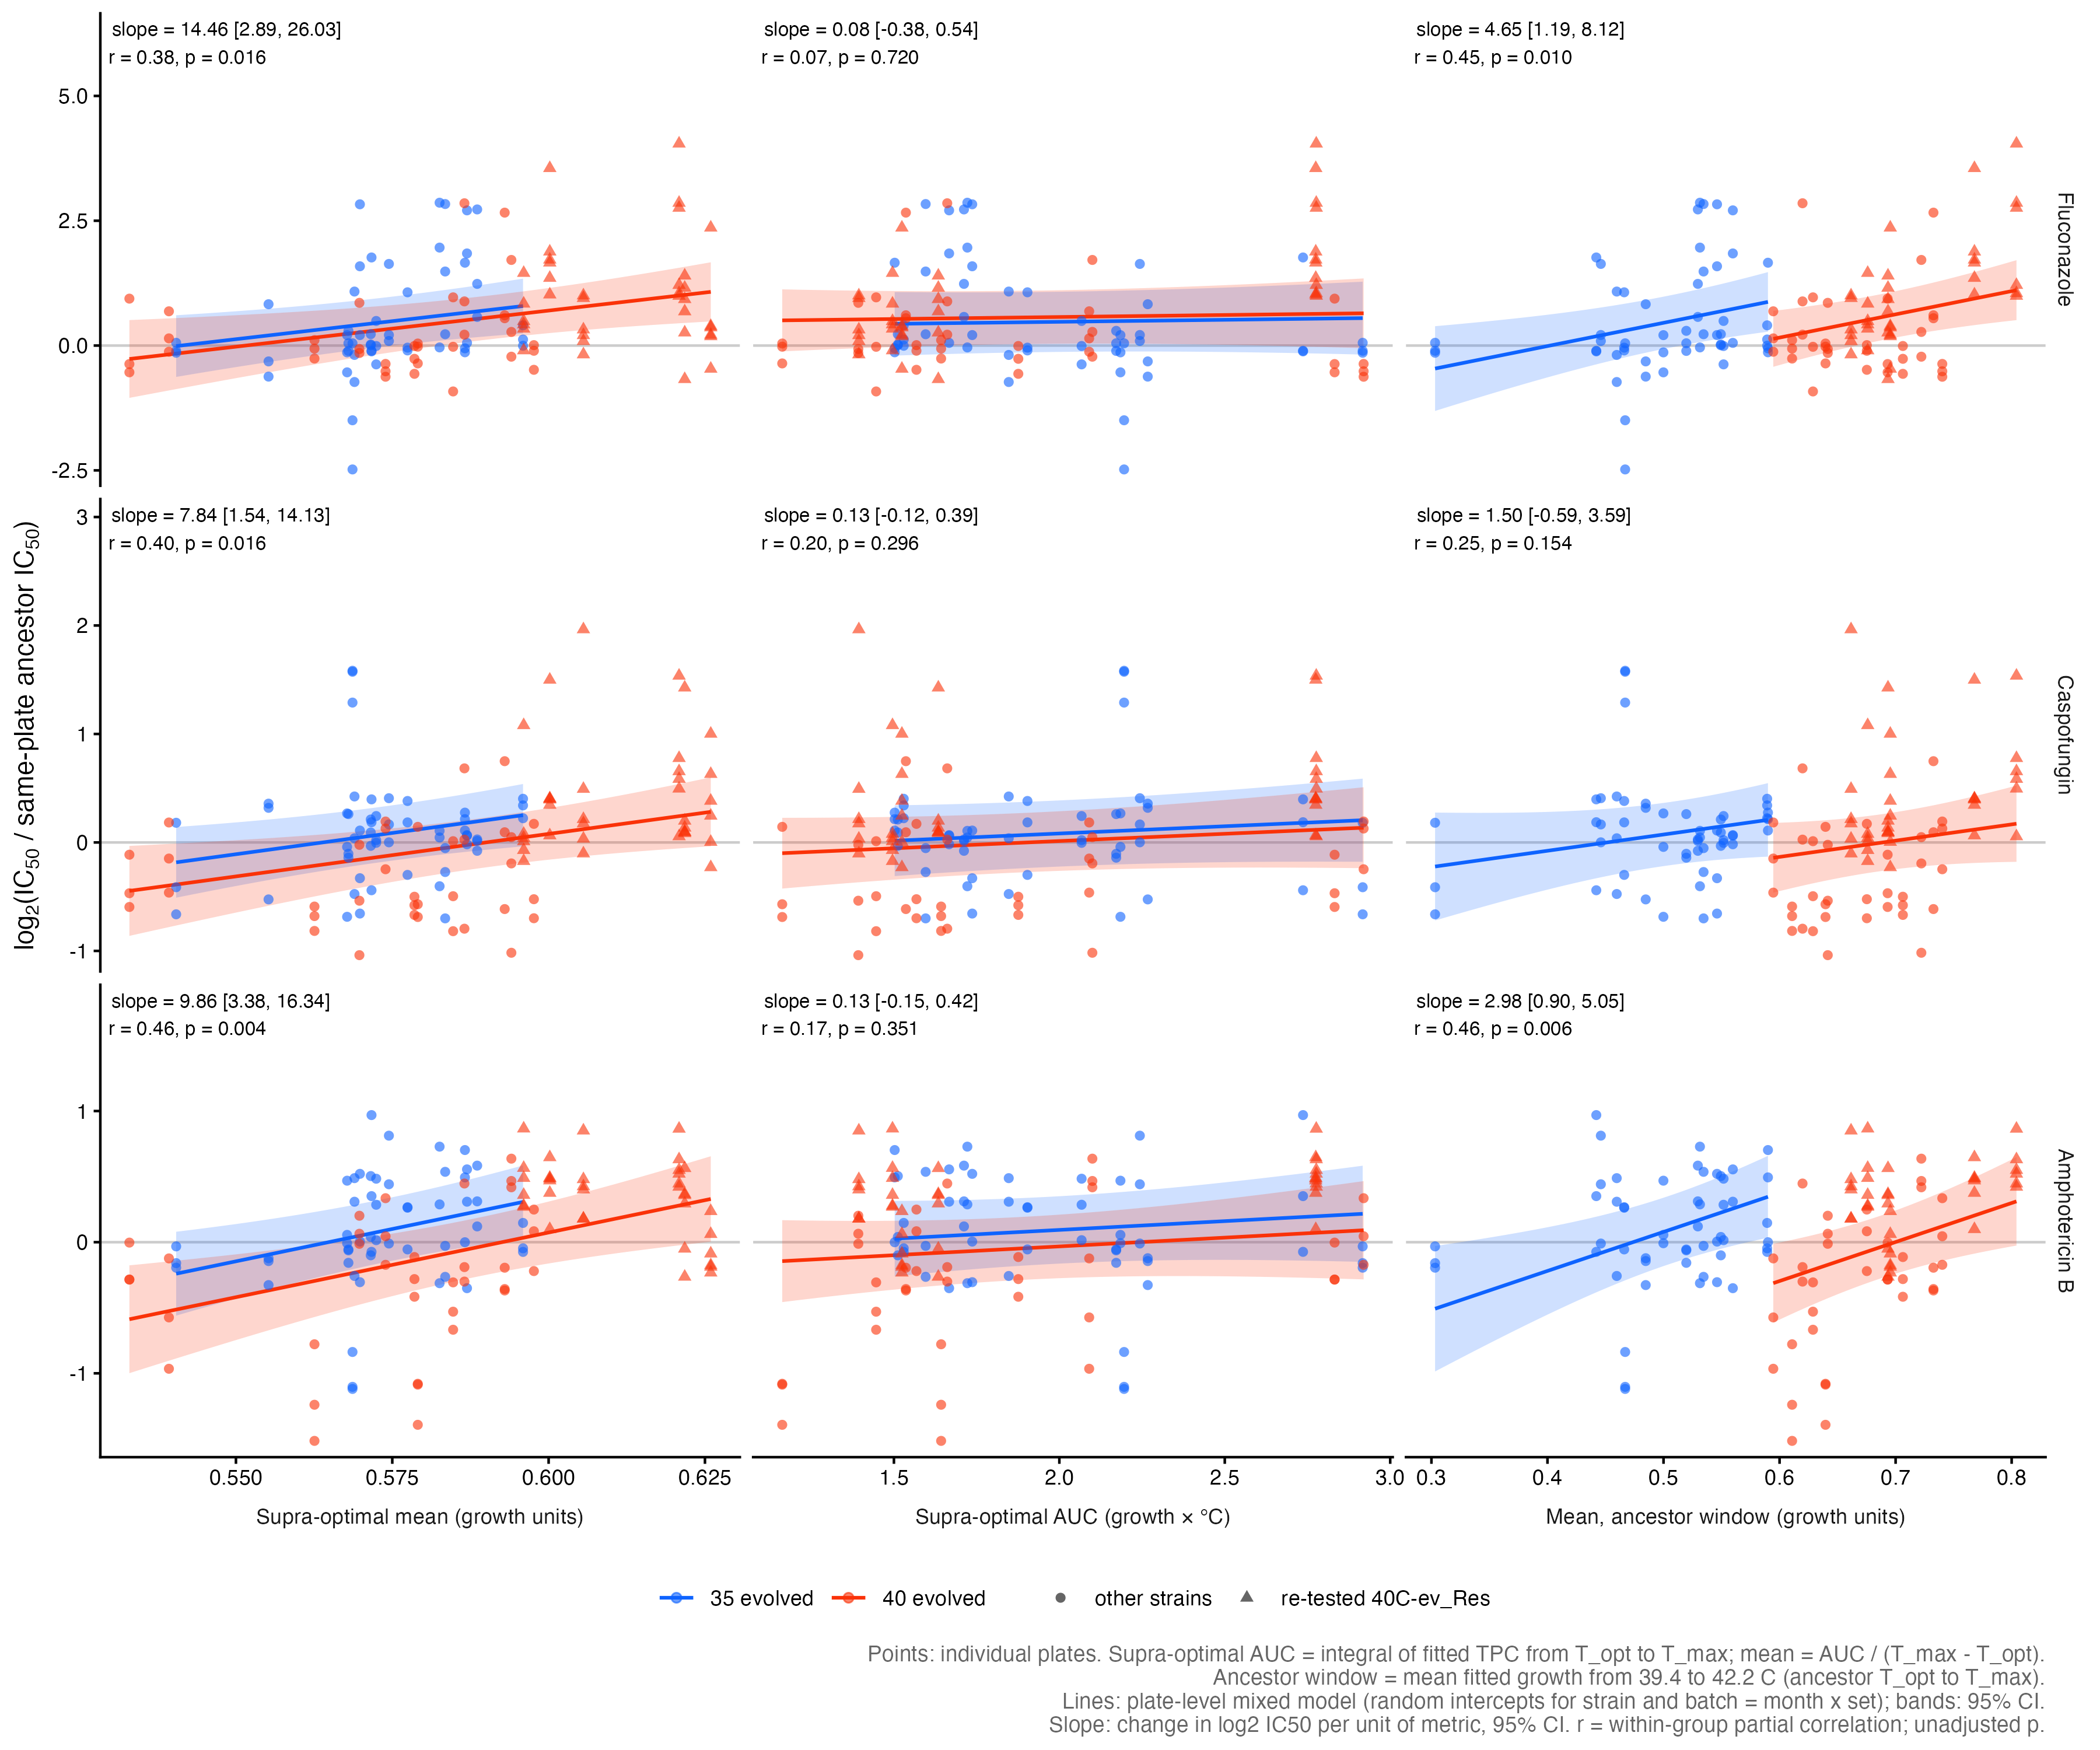 slope = 14.46 [2.89, 26.03]
r = 0.38, p = 0.016
slope = 0.08 [-0.38, 0.54]
r = 0.07, p = 0.720
slope = 4.65 [1.19, 8.12]
r = 0.45, p = 0.010
5.0
2.5
0.0
-2.5
Fluconazole
slope = 7.84 [1.54, 14.13]
r = 0.40, p = 0.016
slope = 0.13 [-0.12, 0.39]
r = 0.20, p = 0.296
slope = 1.50 [-0.59, 3.59]
r = 0.25, p = 0.154
3
2
1
0
-1
Caspofungin
log₂(IC₅₀ / same-plate ancestor IC₅₀)
slope = 9.86 [3.38, 16.34]
r = 0.46, p = 0.004
slope = 0.13 [-0.15, 0.42]
r = 0.17, p = 0.351
slope = 2.98 [0.90, 5.05]
r = 0.46, p = 0.006
1
0
-1
Amphotericin B
0.550 0.575 0.600 0.625
1.5 2.0 2.5 3.0
0.3 0.4 0.5 0.6 0.7 0.8
Supra-optimal mean (growth units)
Supra-optimal AUC (growth × °C)
Mean, ancestor window (growth units)
35 evolved 40 evolved other strains re-tested 40C-ev_Res
Points: individual plates. Supra-optimal AUC = integral of fitted TPC from T_opt to T_max; mean = AUC / (T_max - T_opt).
Ancestor window = mean fitted growth from 39.4 to 42.2 C (ancestor T_opt to T_max).
Lines: plate-level mixed model (random intercepts for strain and batch = month x set); bands: 95% CI.
Slope: change in log2 IC50 per unit of metric, 95% CI. r = within-group partial correlation; unadjusted p.